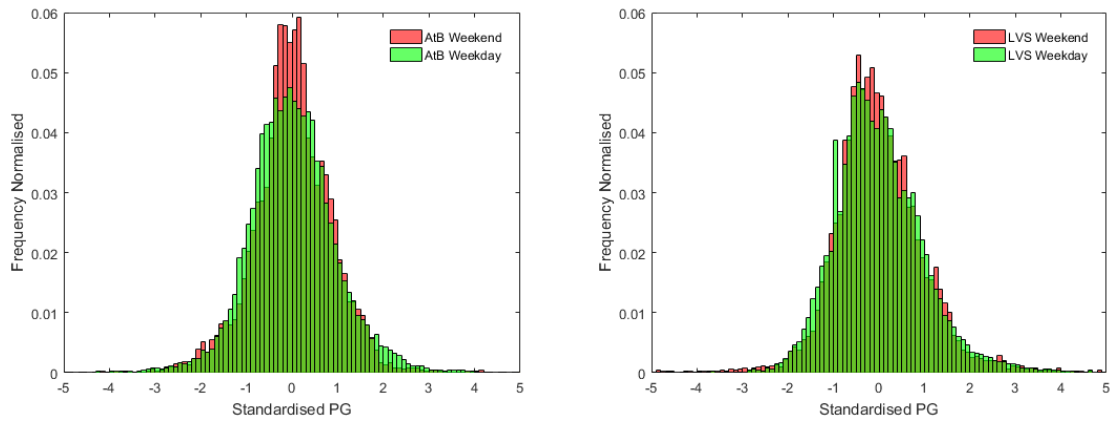 0.06
0.05
0.04
0.03
0.02
0.01
0
Frequency Normalised
-5 -4 -3 -2 -1 0 1 2 3 4 5
Standardised PG
AtB Weekend
AtB Weekday
0.06
0.05
0.04
0.03
0.02
0.01
0
Frequency Normalised
-5 -4 -3 -2 -1 0 1 2 3 4 5
Standardised PG
LVS Weekend
LVS Weekday